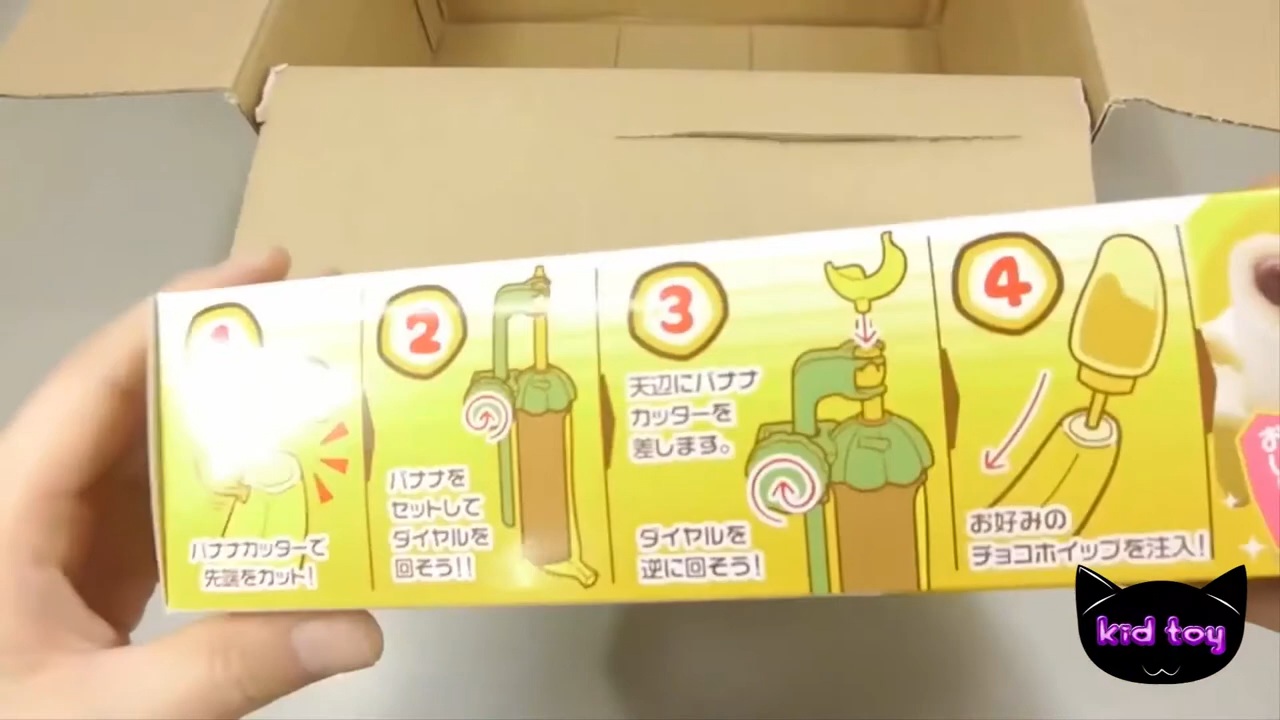 1
バナナカッターで
先端をカット!
2
バナナを
セットして
ダイヤルを
回そう!!
3
天辺にバナナ
カッターを
差します。
ダイヤルを
逆に回そう!
4
お好みの
チョコホイップを注入!
kid toy